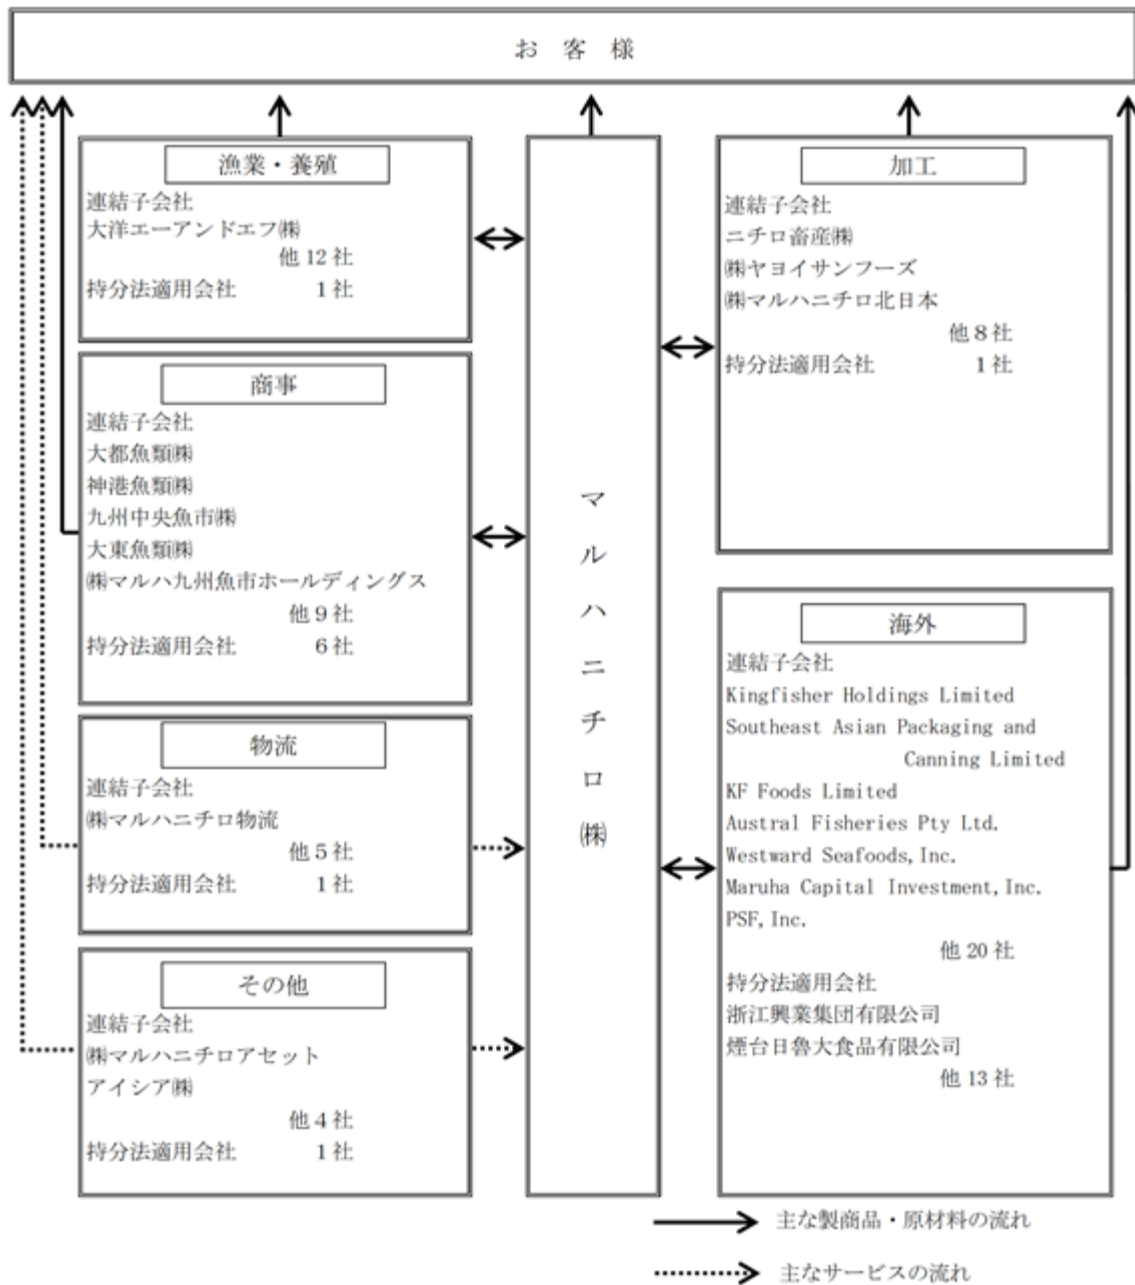 お 客 様
漁業・養殖
連結子会社
大洋エーアンドエフ㈱
他 12 社
持分法適用会社 1 社
商事
連結子会社
大都魚類㈱
神港魚類㈱
九州中央魚市㈱
大東魚類㈱
㈱マルハ九州魚市ホールディングス
他 9 社
持分法適用会社 6 社
物流
連結子会社
㈱マルハニチロ物流
他 5 社
持分法適用会社 1 社
その他
連結子会社
㈱マルハニチロアセット
アイシア㈱
他 4 社
持分法適用会社 1 社
マルハニチロ㈱
加工
連結子会社
ニチロ畜産㈱
㈱ヤヨイサンフーズ
㈱マルハニチロ北日本
他 8 社
持分法適用会社 1 社
海外
連結子会社
Kingfisher Holdings Limited
Southeast Asian Packaging and
Canning Limited
KF Foods Limited
Austral Fisheries Pty Ltd.
Westward Seafoods, Inc.
Maruha Capital Investment, Inc.
PSF, Inc.
他 20 社
持分法適用会社
浙江興業集団有限公司
煙台日魯大食品有限公司
他 13 社
主な製商品・原材料の流れ
主なサービスの流れ